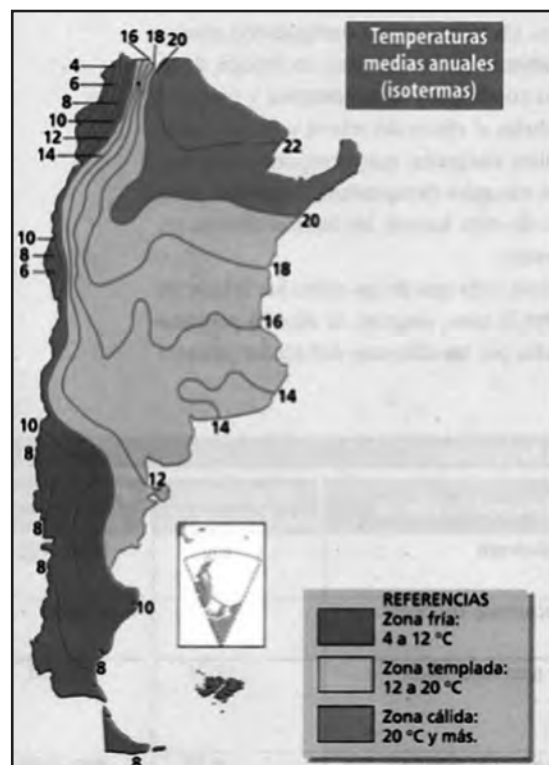 Temperaturas
medias anuales
(isotermas)
16
18
20
4
6
8
10
12
14
22
20
10
8
6
18
16
14
14
10
8
12
8
8
10
8
8
REFERENCIAS
Zona fría:
4 a 12 °C
Zona templada:
12 a 20 °C
Zona cálida:
20 °C y más.